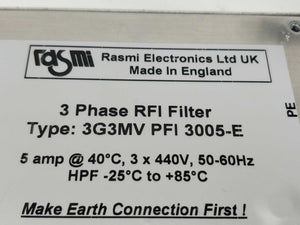 rasmi
Rasmi Electronics Ltd UK
Made in England
3 Phase RFI Filter
Type: 3G3MV PFI 3005-E
5 amp @ 40°C, 3 x 440V, 50-60Hz
HPF -25°C to +85°C
Make Earth Connection First !
PE